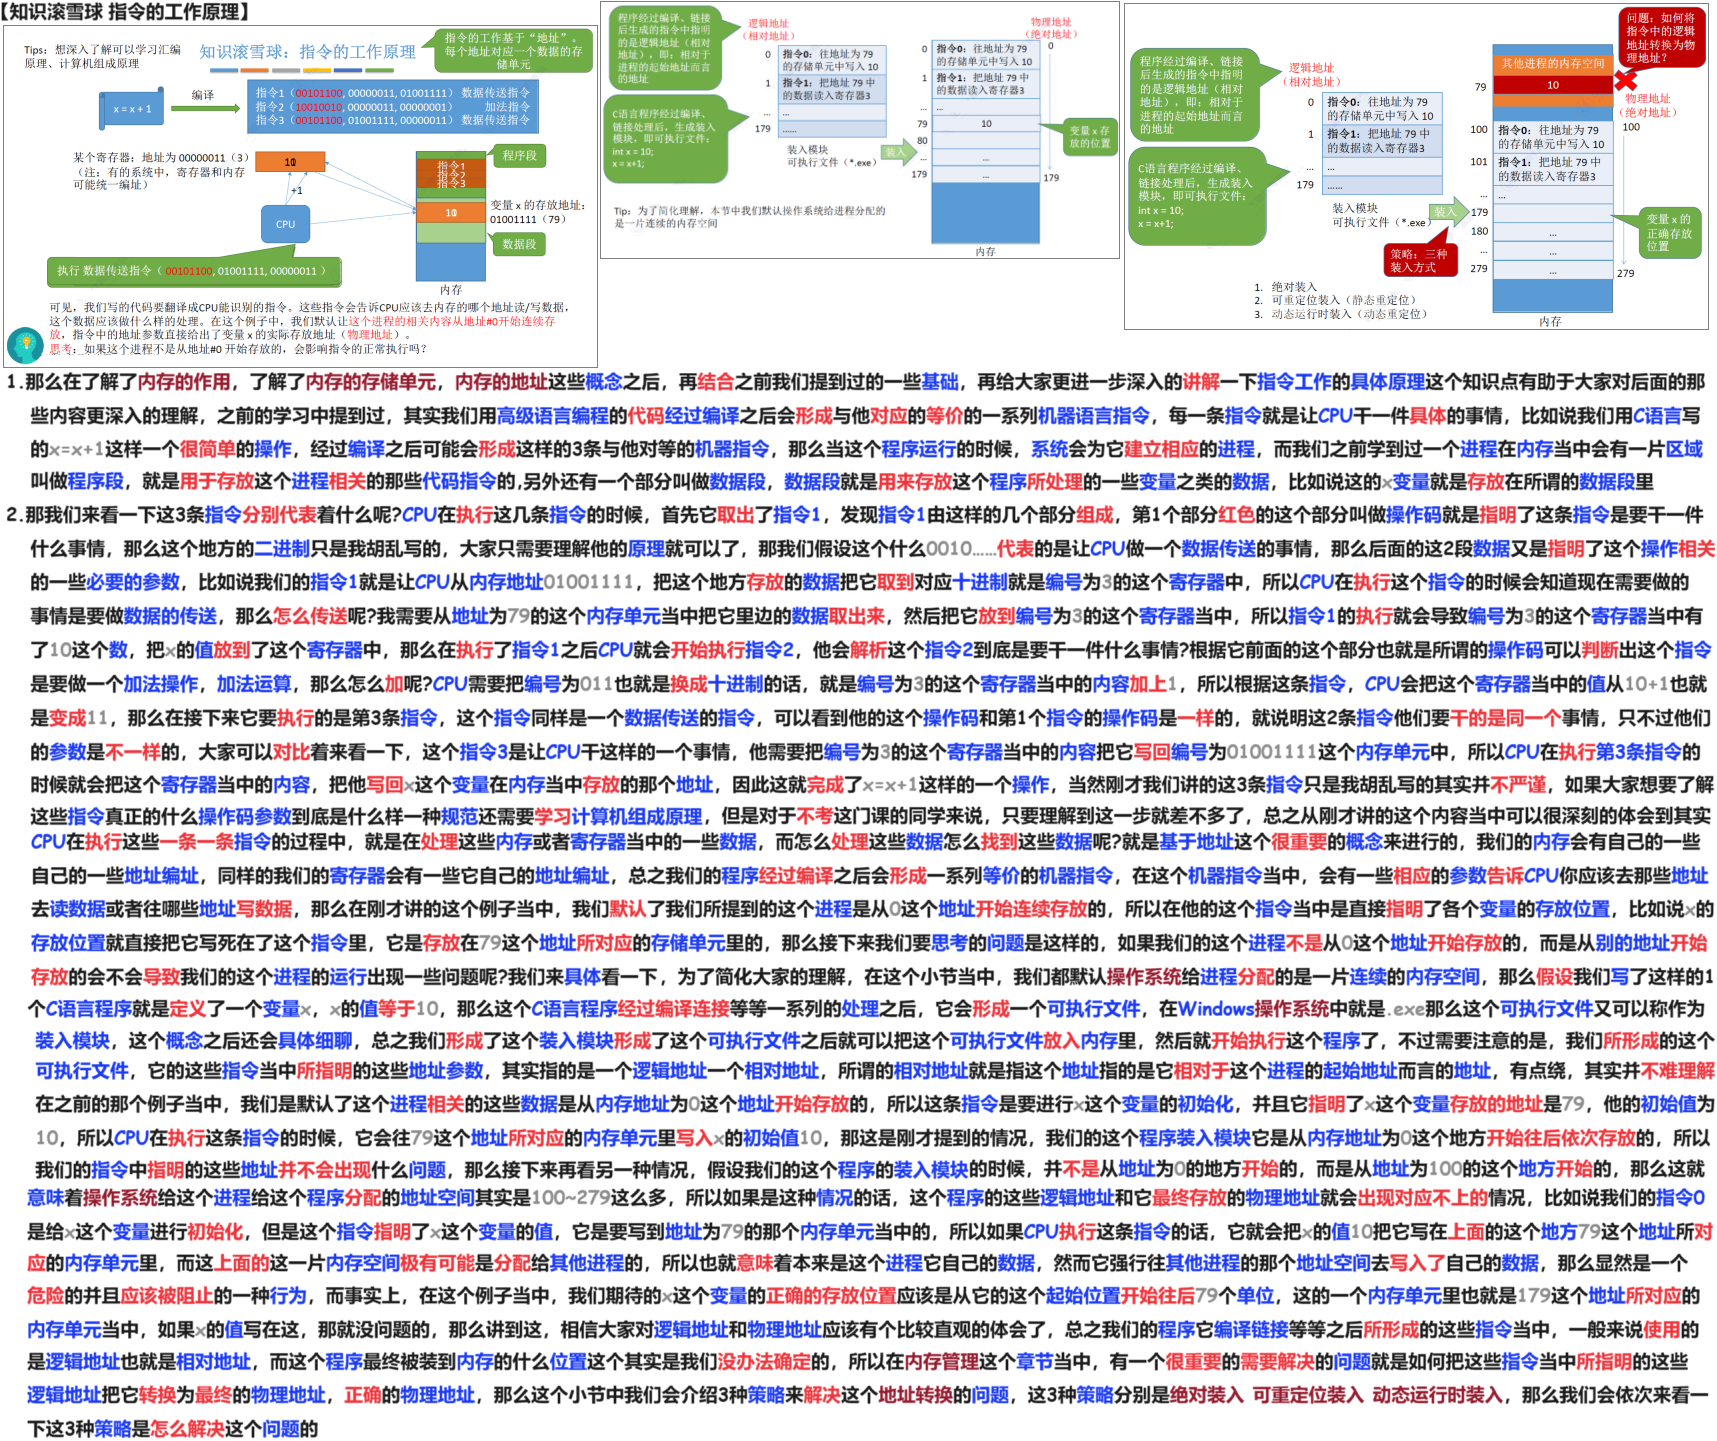 【知识滚雪球 指令的工作原理】
Tips：想深入了解可以学习汇编
原理、计算机组成原理
知识滚雪球：指令的工作原理
指令的工作基于“地址”。
每个地址对应一个数据的存
储单元
x = x + 1
编译
指令1（00101100, 00000011, 01001111） 数据传送指令
指令2（10010010, 00000011, 00000001） 加法指令
指令3（00101100, 01001111, 00000011） 数据传送指令
某个寄存器：地址为 00000011（3）
（注：有的系统中，寄存器和内存
可能统一编址）
+1
CPU
指令1
指令2
指令3
程序段
变量 x 的存放地址：
01001111（79）
数据段
内存
执行 数据传送指令（ 00101100, 01001111, 00000011 ）
可见，我们写的代码要翻译成CPU能识别的指令。这些指令会告诉CPU应该去内存的哪个地址读/写数据，
这个数据应该做什么样的处理。在这个例子中，我们默认让这个进程的相关内容从地址#0开始连续存
放，指令中的地址参数直接给出了变量 x 的实际存放地址（物理地址）。
思考：如果这个进程不是从地址#0 开始存放的，会影响指令的正常执行吗？
程序经过编译、链接
后生成的指令中指明
的是逻辑地址（相对
地址），即：相对于
进程的起始地址而言
的地址
逻辑地址
（相对地址）
0
指令0：往地址为 79
的存储单元中写入 10
1
指令1：把地址 79 中
的数据读入寄存器3
...
...
179
......
C语言程序经过编译、
链接处理后，生成装入
模块，即可执行文件：
int x = 10;
x = x+1;
装入模块
可执行文件（*.exe）
装入
物理地址
（绝对地址）
0
0
指令0：往地址为 79
的存储单元中写入 10
1
指令1：把地址 79 中
的数据读入寄存器3
...
...
79
10
80
...
...
179
...
179
变量 x 存
放的位置
内存
Tip：为了简化理解，本节中我们默认操作系统给进程分配的
是一片连续的内存空间
程序经过编译、链接
后生成的指令中指明
的是逻辑地址（相对
地址），即：相对于
进程的起始地址而言
的地址
逻辑地址
（相对地址）
0
指令0：往地址为 79
的存储单元中写入 10
1
指令1：把地址 79 中
的数据读入寄存器3
...
...
179
......
C语言程序经过编译、
链接处理后，生成装入
模块，即可执行文件：
int x = 10;
x = x+1;
装入模块
可执行文件（*.exe）
装入
策略：三种
装入方式
1. 绝对装入
2. 可重定位装入（静态重定位）
3. 动态运行时装入（动态重定位）
问题：如何将
指令中的逻辑
地址转换为物
理地址？
其他进程的内存空间
79
10
物理地址
（绝对地址）
100
100
指令0：往地址为 79
的存储单元中写入 10
101
指令1：把地址 79 中
的数据读入寄存器3
...
...
179
180
...
...
279
...
279
变量 x 的
正确存放
位置
内存
1.那么在了解了内存的作用，了解了内存的存储单元，内存的地址这些概念之后，再结合之前我们提到过的一些基础，再给大家更进一步深入的讲解一下指令工作的具体原理这个知识点有助于大家对后面的那
些内容更深入的理解，之前的学习中提到过，其实我们用高级语言编程的代码经过编译之后会形成与他对应的等价的一系列机器语言指令，每一条指令就是让CPU干一件具体的事情，比如说我们用C语言写
的x=x+1这样一个很简单的操作，经过编译之后可能会形成这样的3条与他对等的机器指令，那么当这个程序运行的时候，系统会为它建立相应的进程，而我们之前学到过一个进程在内存当中会有一片区域
叫做程序段，就是用于存放这个进程相关的那些代码指令的,另外还有一个部分叫做数据段，数据段就是用来存放这个程序所处理的一些变量之类的数据，比如说这的x变量就是存放在所谓的数据段里
2.那我们来看一下这3条指令分别代表着什么呢?CPU在执行这几条指令的时候，首先它取出了指令1，发现指令1由这样的几个部分组成，第1个部分红色的这个部分叫做操作码就是指明了这条指令是要干一件
什么事情，那么这个地方的二进制只是我胡乱写的，大家只需要理解他的原理就可以了，那我们假设这个什么0010......代表的是让CPU做一个数据传送的事情，那么后面的这2段数据又是指明了这个操作相关
的一些必要的参数，比如说我们的指令1就是让CPU从内存地址01001111，把这个地方存放的数据把它取到对应十进制就是编号为3的这个寄存器中，所以CPU在执行这个指令的时候会知道现在需要做的
事情是要做数据的传送，那么怎么传送呢?我需要从地址为79的这个内存单元当中把它里边的数据取出来，然后把它放到编号为3的这个寄存器当中，所以指令1的执行就会导致编号为3的这个寄存器当中有
了10这个数，把x的值放到了这个寄存器中，那么在执行了指令1之后CPU就会开始执行指令2，他会解析这个指令2到底是要干一件什么事情?根据它前面的这个部分也就是所谓的操作码可以判断出这个指令
是要做一个加法操作，加法运算，那么怎么加呢?CPU需要把编号为011也就是换成十进制的话，就是编号为3的这个寄存器当中的内容加上1，所以根据这条指令，CPU会把这个寄存器当中的值从10+1也就
是变成11，那么在接下来它要执行的是第3条指令，这个指令同样是一个数据传送的指令，可以看到他的这个操作码和第1个指令的操作码是一样的，就说明这2条指令他们要干的是同一个事情，只不过他们
的参数是不一样的，大家可以对比着来看一下，这个指令3是让CPU干这样的一个事情，他需要把编号为3的这个寄存器当中的内容把它写回编号为01001111这个内存单元中，所以CPU在执行第3条指令的
时候就会把这个寄存器当中的内容，把他写回x这个变量在内存当中存放的那个地址，因此这就完成了x=x+1这样的一个操作，当然刚才我们讲的这3条指令只是我胡乱写的其实并不严谨，如果大家想要了解
这些指令真正的什么操作码参数到底是什么样一种规范还需要学习计算机组成原理，但是对于不考这门课的同学来说，只要理解到这一步就差不多了，总之从刚才讲的这个内容当中可以很深刻的体会到其实
CPU在执行这些一条一条指令的过程中，就是在处理这些内存或者寄存器当中的一些数据，而怎么处理这些数据怎么找到这些数据呢?就是基于地址这个很重要的概念来进行的，我们的内存会有自己的一些
自己的一些地址编址，同样的我们的寄存器会有一些它自己的地址编址，总之我们的程序经过编译之后会形成一系列等价的机器指令，在这个机器指令当中，会有一些相应的参数告诉CPU你应该去那些地址
去读数据或者往哪些地址写数据，那么在刚才讲的这个例子当中，我们默认了我们所提到的这个进程是从0这个地址开始连续存放的，所以在他的这个指令当中是直接指明了各个变量的存放位置，比如说x的
存放位置就直接把它写死在了这个指令里，它是存放在79这个地址所对应的存储单元里的，那么接下来我们要思考的问题是这样的，如果我们的这个进程不是从0这个地址开始存放的，而是从别的地址开始
存放的会不会导致我们的这个进程的运行出现一些问题呢?我们来具体看一下，为了简化大家的理解，在这个小节当中，我们都默认操作系统给进程分配的是一片连续的内存空间，那么假设我们写了这样的1
个C语言程序就是定义了一个变量x，x的值等于10，那么这个C语言程序经过编译连接等等一系列的处理之后，它会形成一个可执行文件，在Windows操作系统中就是.exe那么这个可执行文件又可以称作为
装入模块，这个概念之后还会具体细聊，总之我们形成了这个装入模块形成了这个可执行文件之后就可以把这个可执行文件放入内存里，然后就开始执行这个程序了，不过需要注意的是，我们所形成的这个
可执行文件，它的这些指令当中所指明的这些地址参数，其实指的是一个逻辑地址一个相对地址，所谓的相对地址就是指这个地址指的是它相对于这个进程的起始地址而言的地址，有点绕，其实并不难理解
在之前的那个例子当中，我们是默认了这个进程相关的这些数据是从内存地址为0这个地址开始存放的，所以这条指令是要进行x这个变量的初始化，并且它指明了x这个变量存放的地址是79，他的初始值为
10，所以CPU在执行这条指令的时候，它会往79这个地址所对应的内存单元里写入x的初始值10，那这是刚才提到的情况，我们的这个程序装入模块它是从内存地址为0这个地方开始往后依次存放的，所以
我们的指令中指明的这些地址并不会出现什么问题，那么接下来再看另一种情况，假设我们的这个程序的装入模块的时候，并不是从地址为0的地方开始的，而是从地址为100的这个地方开始的，那么这就
意味着操作系统给这个进程给这个程序分配的地址空间其实是100~279这么多，所以如果是这种情况的话，这个程序的这些逻辑地址和它最终存放的物理地址就会出现对应不上的情况，比如说我们的指令0
是给x这个变量进行初始化，但是这个指令指明了x这个变量的值，它是要写到地址为79的那个内存单元当中的，所以如果CPU执行这条指令的话，它就会把x的值10把它写在上面的这个地方79这个地址所对
应的内存单元里，而这上面的这一片内存空间极有可能是分配给其他进程的，所以也就意味着本来是这个进程它自己的数据，然而它强行往其他进程的那个地址空间去写入了自己的数据，那么显然是一个
危险的并且应该被阻止的一种行为，而事实上，在这个例子当中，我们期待的x这个变量的正确的存放位置应该是从它的这个起始位置开始往后79个单位，这的一个内存单元里也就是179这个地址所对应的
内存单元当中，如果x的值写在这，那就没问题的，那么讲到这，相信大家对逻辑地址和物理地址应该有个比较直观的体会了，总之我们的程序它编译链接等等之后所形成的这些指令当中，一般来说使用的
是逻辑地址也就是相对地址，而这个程序最终被装到内存的什么位置这个其实是我们没办法确定的，所以在内存管理这个章节当中，有一个很重要的需要解决的问题就是如何把这些指令当中所指明的这些
逻辑地址把它转换为最终的物理地址，正确的物理地址，那么这个小节中我们会介绍3种策略来解决这个地址转换的问题，这3种策略分别是绝对装入 可重定位装入 动态运行时装入，那么我们会依次来看一
下这3种策略是怎么解决这个问题的